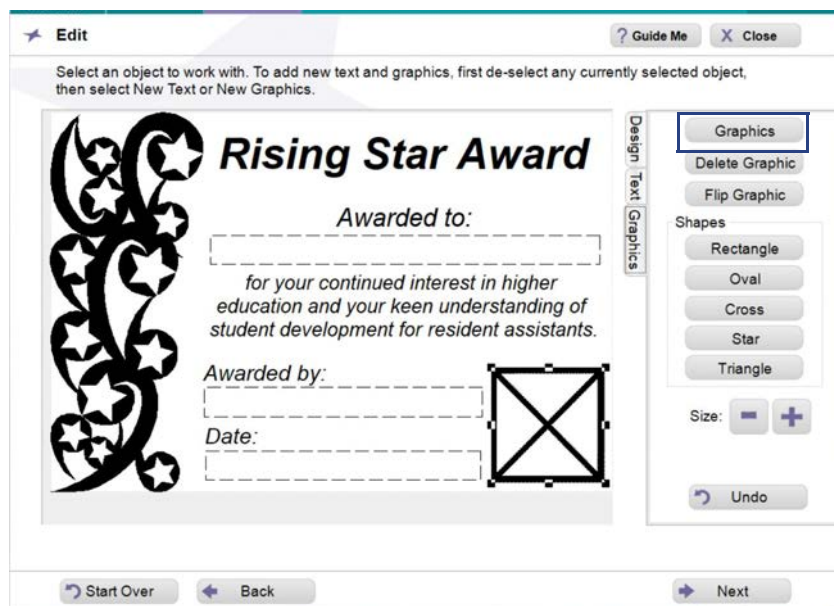 Edit
? Guide Me
X Close
Select an object to work with. To add new text and graphics, first de-select any currently selected object,
then select New Text or New Graphics.
Rising Star Award
Awarded to:
for your continued interest in higher
education and your keen understanding of
student development for resident assistants.
Awarded by:
Date:
Design
Text
Graphics
Graphics
Delete Graphic
Flip Graphic
Shapes
Rectangle
Oval
Cross
Star
Triangle
Size:
Undo
Start Over
Back
Next